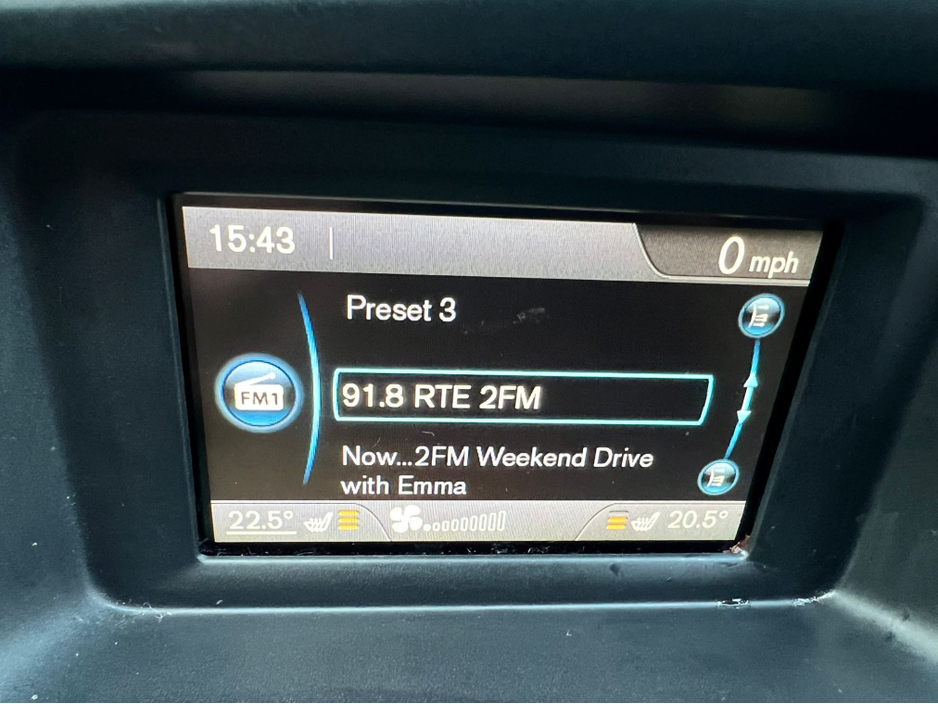 15:43
0 mph
Preset 3
FM1
91.8 RTE 2FM
Now...2FM Weekend Drive
with Emma
22.5°
20.5°